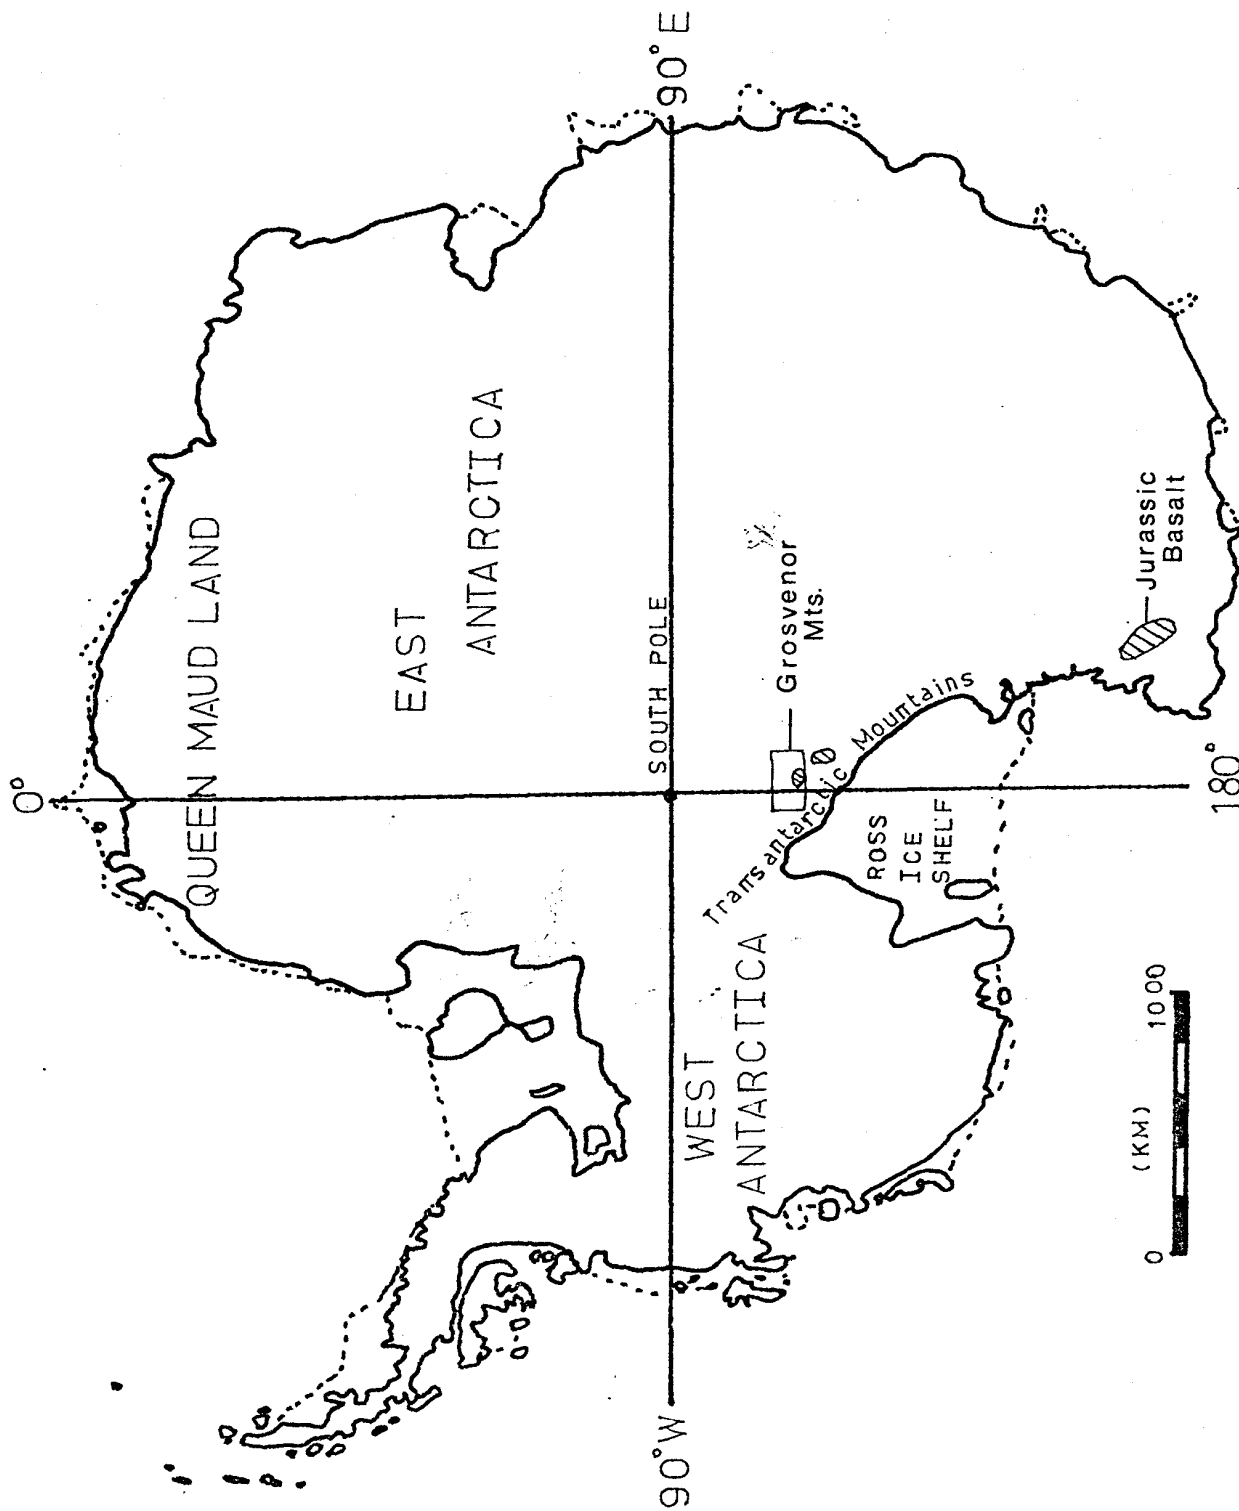 0°
90°E
QUEEN MAUD LAND
EAST
ANTARCTICA
SOUTH POLE
90°W
WEST
ANTARCTICA
Grosvenor
Mts.
Transantarctic Mountains
ROSS
ICE
SHELF
Jurassic
Basalt
180°
(KM)
0
1000